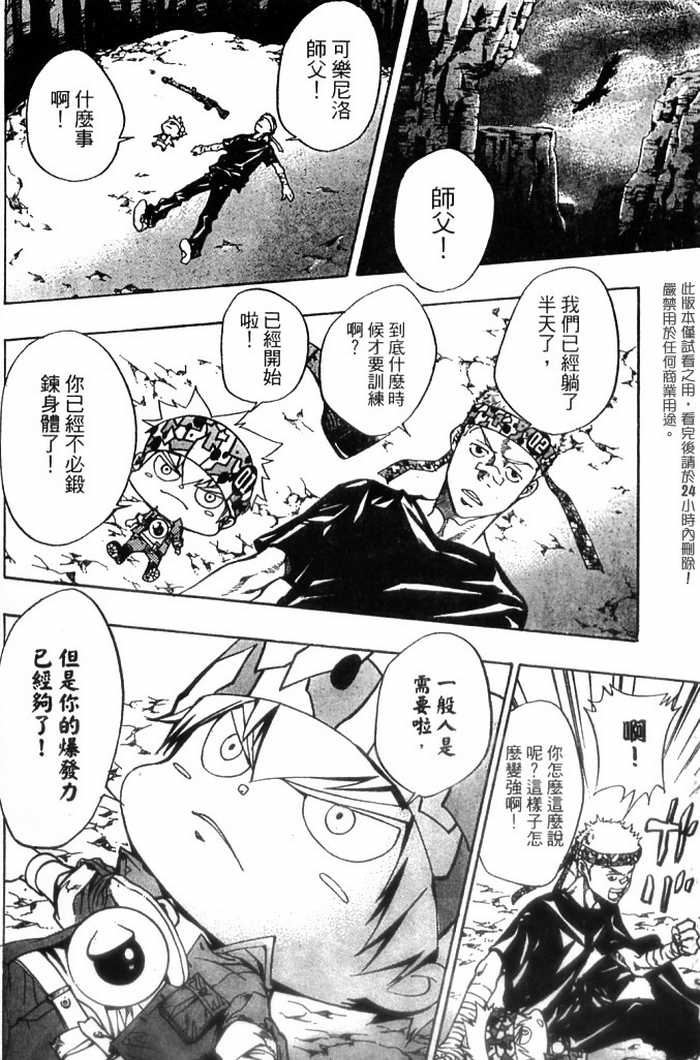 師父！
可樂尼洛
師父！
什麼事
啊！
我們已經躺了
半天了，
到底什麼時
候才要訓練
啊？
已經開始
啦！
你已經不必鍛
鍊身體了！
啊！
你怎麼這麼說
呢？這樣子怎
麼變強啊！
ガバ
一般人是
需要啦，
但是你的爆發力
已經夠了！
此版本僅試看之用，看完後請於24小時內刪除！
嚴禁用於任何商業用途。